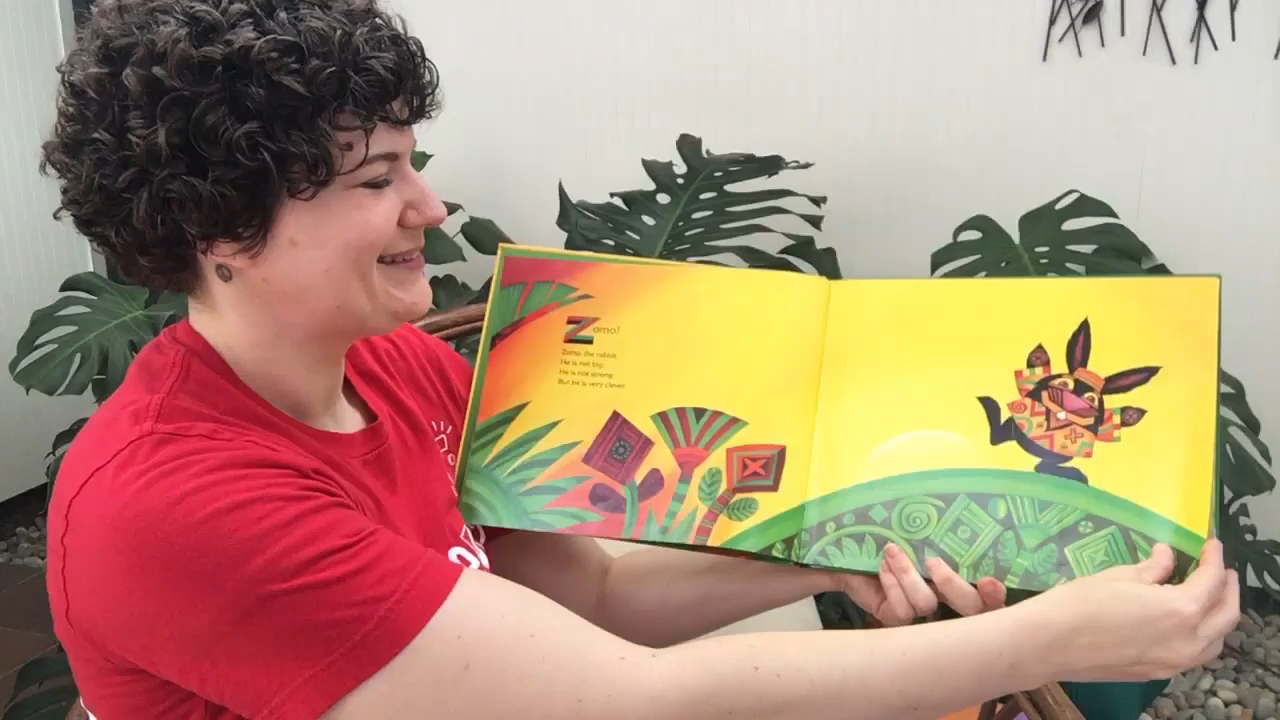 Zomo!
Zomo the rabbit.
He is not big.
He is not strong.
But he is very clever.